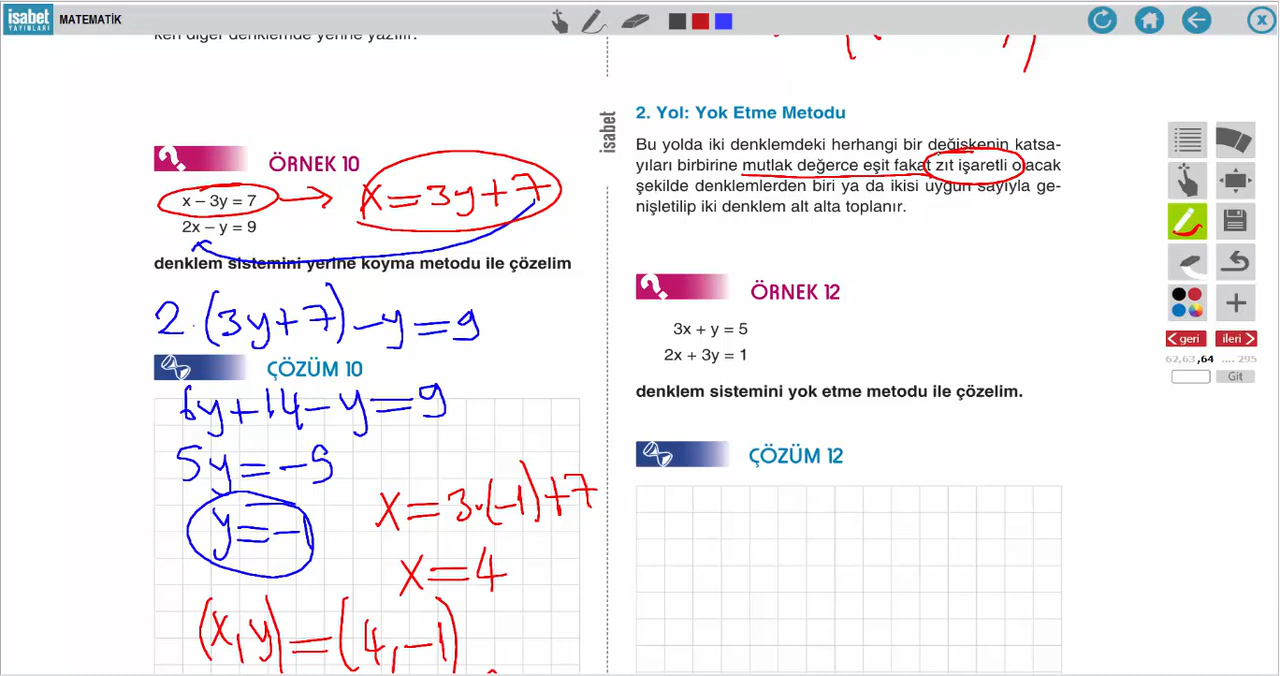 isabet
YAYINLARI
MATEMATİK
ken diğer denklemde yerine yazılır.
ÖRNEK 10
x – 3y = 7
x = 3y + 7
2x – y = 9
denklem sistemini yerine koyma metodu ile çözelim
2.(3y+7) - y = 9
ÇÖZÜM 10
6y + 14 - y = 9
5y = -5
y = -1
x = 3.(-1) + 7
x = 4
(x,y) = (4,-1)
isabet
2. Yol: Yok Etme Metodu
Bu yolda iki denklemdeki herhangi bir değişkenin katsa-
yıları birbirine mutlak değerce eşit fakat zıt işaretli olacak
şekilde denklemlerden biri ya da ikisi uygun sayıyla ge-
nişletilip iki denklem alt alta toplanır.
ÖRNEK 12
3x + y = 5
2x + 3y = 1
denklem sistemini yok etme metodu ile çözelim.
ÇÖZÜM 12
geri
ileri
62,63,64 .... 295
Git